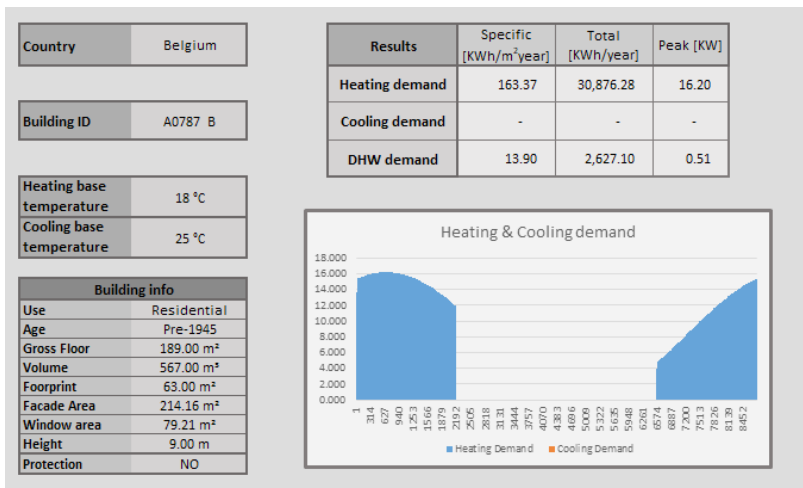 Country Belgium
Building ID A0787 B
Heating base
temperature 18 °C
Cooling base
temperature 25 °C
Building info
Use Residential
Age Pre-1945
Gross Floor 189.00 m²
Volume 567.00 m³
Foorprint 63.00 m²
Facade Area 214.16 m²
Window area 79.21 m²
Height 9.00 m
Protection NO
Results Specific [KWh/m²year] Total [KWh/year] Peak [KW]
Heating demand 163.37 30,876.28 16.20
Cooling demand - - -
DHW demand 13.90 2,627.10 0.51
Heating & Cooling demand
18.000
16.000
14.000
12.000
10.000
8.000
6.000
4.000
2.000
0.000
1 314 627 940 1253 1566 1879 2192 2505 2818 3131 3444 3757 4070 4383 4696 5009 5322 5635 5948 6261 6574 6887 7200 7513 7826 8139 8452
Heating Demand Cooling Demand